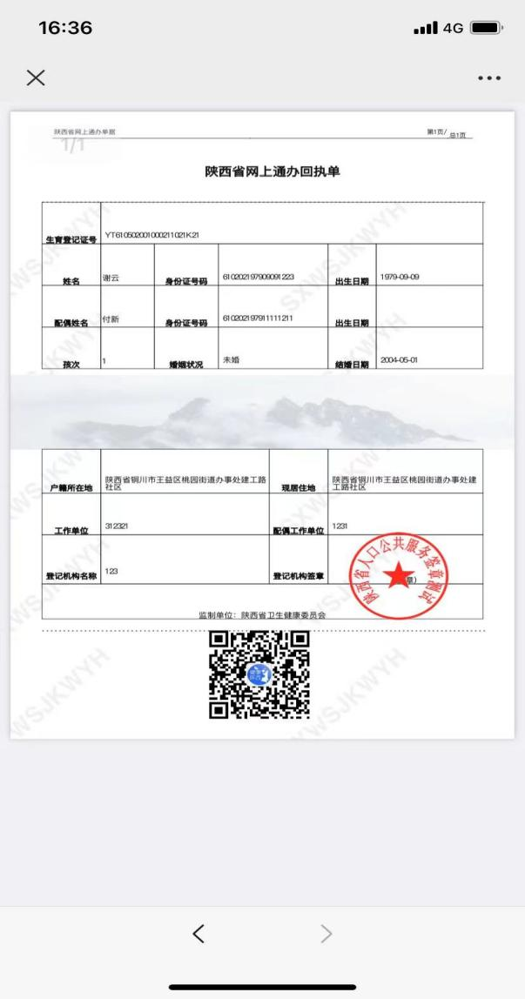 16:36
4G
陕西省网上通办单据
第1页/
总1页
1/1
陕西省网上通办回执单
生育登记证号 YT610502001000211021K21
姓名 谢云 身份证号码 610202197909091223 出生日期 1979-09-09
配偶姓名 付新 身份证号码 610202197911111211 出生日期
孩次 1 婚姻状况 未婚 结婚日期 2004-05-01
户籍所在地 陕西省铜川市王益区桃园街道办事处建工路
社区
现居住地 陕西省铜川市王益区桃园街道办事处建
工路社区
工作单位 312321 配偶工作单位 1231
登记机构名称 123 登记机构签章
章)
陕西省人口公共服务签章测试
监制单位：陕西省卫生健康委员会
SXWSJKWYH